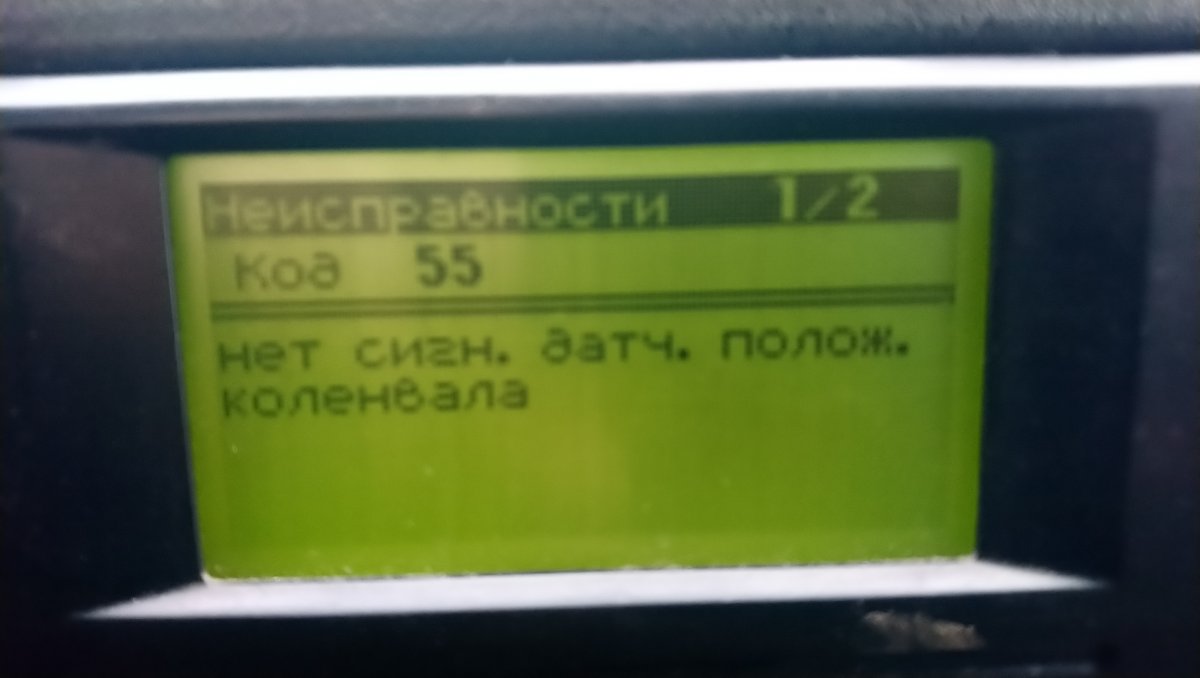 Неисправности 1/2
Код 55
нет сигн. датч. полож.
коленвала